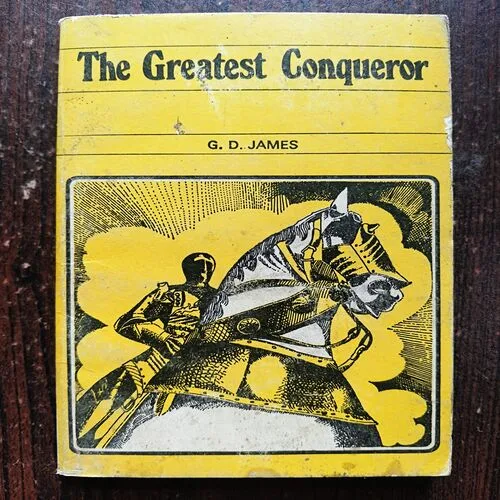 The Greatest Conqueror
G. D. JAMES